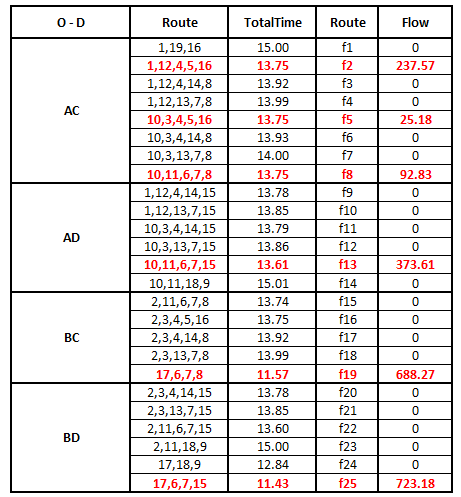 O - D Route TotalTime Route Flow
AC
1,19,16 15.00 f1 0
1,12,4,5,16 13.75 f2 237.57
1,12,4,14,8 13.92 f3 0
1,12,13,7,8 13.99 f4 0
10,3,4,5,16 13.75 f5 25.18
10,3,4,14,8 13.93 f6 0
10,3,13,7,8 14.00 f7 0
10,11,6,7,8 13.75 f8 92.83
AD
1,12,4,14,15 13.78 f9 0
1,12,13,7,15 13.85 f10 0
10,3,4,14,15 13.79 f11 0
10,3,13,7,15 13.86 f12 0
10,11,6,7,15 13.61 f13 373.61
10,11,18,9 15.01 f14 0
BC
2,11,6,7,8 13.74 f15 0
2,3,4,5,16 13.75 f16 0
2,3,4,14,8 13.92 f17 0
2,3,13,7,8 13.99 f18 0
17,6,7,8 11.57 f19 688.27
BD
2,3,4,14,15 13.78 f20 0
2,3,13,7,15 13.85 f21 0
2,11,6,7,15 13.60 f22 0
2,11,18,9 15.00 f23 0
17,18,9 12.84 f24 0
17,6,7,15 11.43 f25 723.18